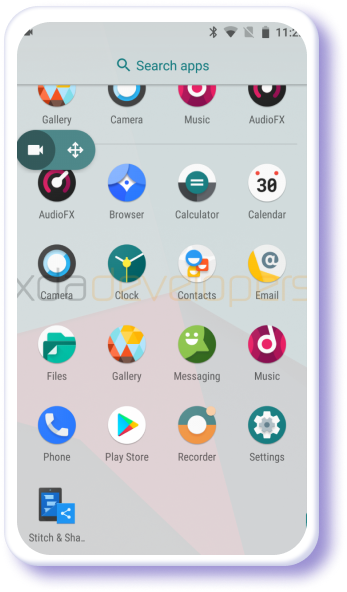 11:2
Search apps
Gallery Camera Music AudioFX
AudioFX Browser Calculator Calendar
30
xdadevelopers
Camera Clock Contacts Email
@
Files Gallery Messaging Music
Phone Play Store Recorder Settings
Stitch & Sha..